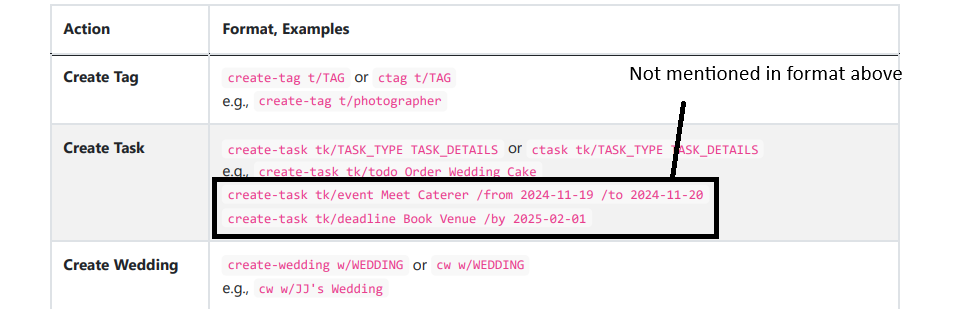 Action Format, Examples
Create Tag create-tag t/TAG or ctag t/TAG
Not mentioned in format above
e.g., create-tag t/photographer
Create Task create-task tk/TASK_TYPE TASK_DETAILS or ctask tk/TASK_TYPE TASK_DETAILS
e.g., create-task tk/todo Order Wedding Cake
create-task tk/event Meet Caterer /from 2024-11-19 /to 2024-11-20
create-task tk/deadline Book Venue /by 2025-02-01
Create Wedding create-wedding w/WEDDING or cw w/WEDDING
e.g., cw w/JJ's Wedding